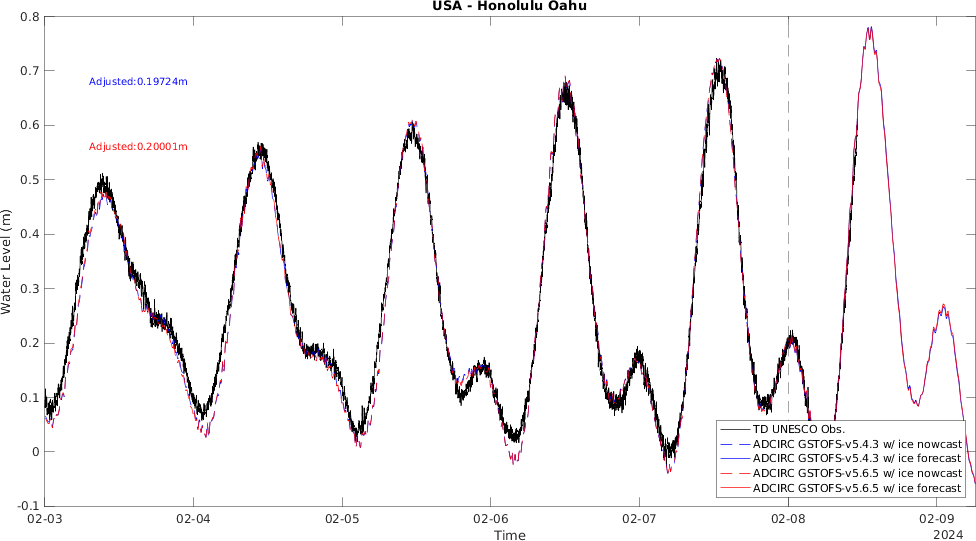 USA - Honolulu Oahu
0.8
0.7
0.6
0.5
0.4
0.3
0.2
0.1
0
-0.1
Water Level (m)
Adjusted:0.19724m
Adjusted:0.20001m
TD UNESCO Obs.
ADCIRC GSTOFS-v5.4.3 w/ ice nowcast
ADCIRC GSTOFS-v5.4.3 w/ ice forecast
ADCIRC GSTOFS-v5.6.5 w/ ice nowcast
ADCIRC GSTOFS-v5.6.5 w/ ice forecast
02-03 02-04 02-05 02-06 02-07 02-08 02-09
Time
2024